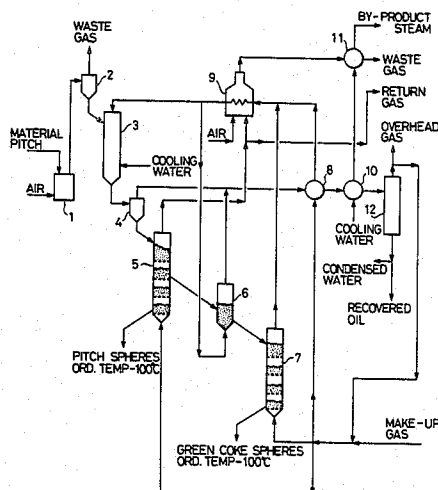 WASTE
GAS
BY-PRODUCT
STEAM
11
WASTE
GAS
RETURN
GAS
2
9
3
MATERIAL
PITCH
AIR
COOLING
WATER
OVERHEAD
GAS
AIR
1
4
8
10
12
COOLING
WATER
5
6
CONDENSED
WATER
RECOVERED
OIL
7
PITCH SPHERES
ORD. TEMP-100℃
GREEN COKE SPHERES
ORD. TEMP-100℃
MAKE-UP
GAS